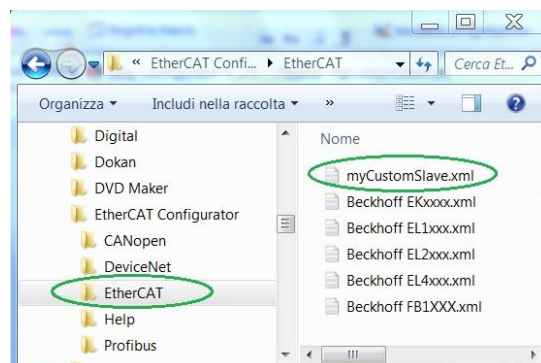 « EtherCAT Confi... ▸ EtherCAT
Cerca Et...
Organizza
Includi nella raccolta
»
Digital
Dokan
DVD Maker
EtherCAT Configurator
CANopen
DeviceNet
EtherCAT
Help
Profibus
Nome
myCustomSlave.xml
Beckhoff EKxxxx.xml
Beckhoff EL1xxx.xml
Beckhoff EL2xxx.xml
Beckhoff EL4xxx.xml
Beckhoff FB1XXX.xml